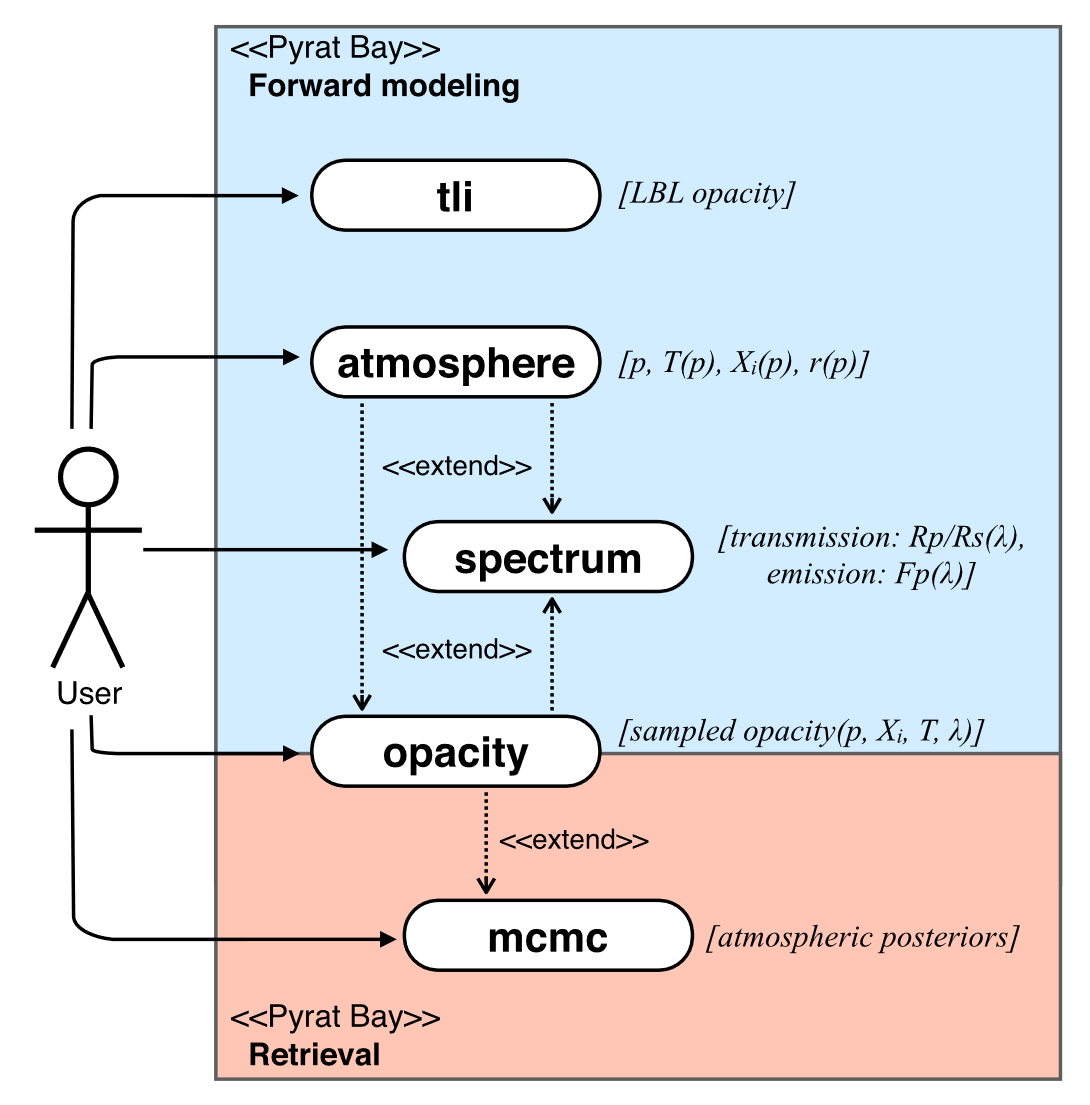 <<Pyrat Bay>>
Forward modeling
tli
[LBL opacity]
atmosphere
[p, T(p), Xᵢ(p), r(p)]
<<extend>>
spectrum
[transmission: Rp/Rs(λ),
emission: Fp(λ)]
<<extend>>
User
opacity
[sampled opacity(p, Xᵢ, T, λ)]
<<extend>>
mcmc
[atmospheric posteriors]
<<Pyrat Bay>>
Retrieval